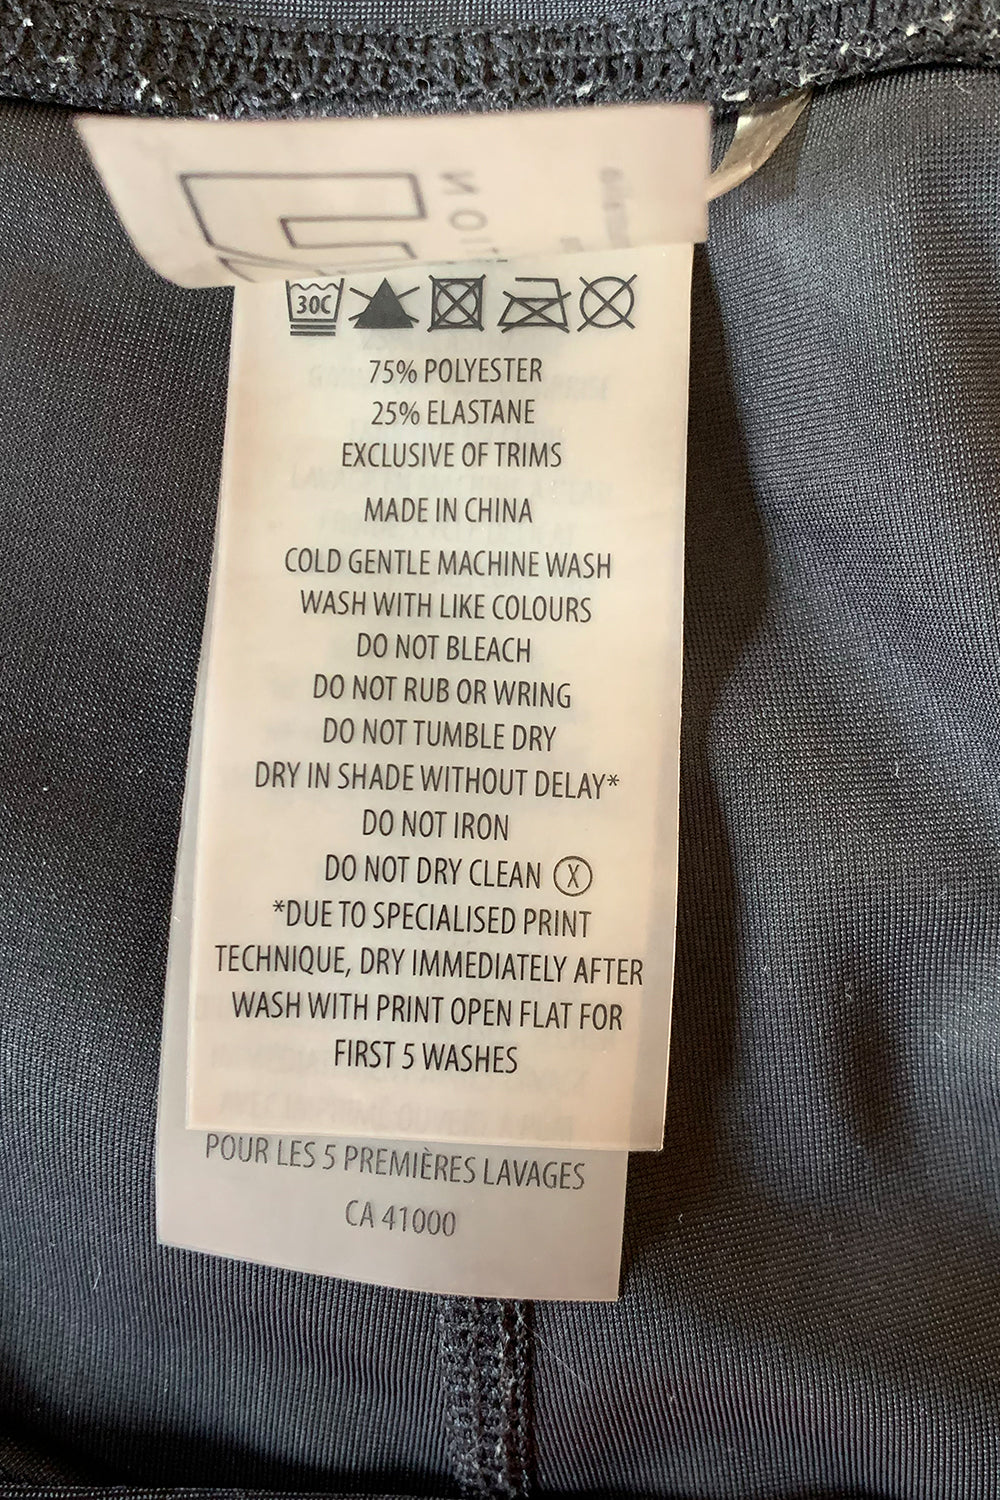 30C
75% POLYESTER
25% ELASTANE
EXCLUSIVE OF TRIMS
MADE IN CHINA
COLD GENTLE MACHINE WASH
WASH WITH LIKE COLOURS
DO NOT BLEACH
DO NOT RUB OR WRING
DO NOT TUMBLE DRY
DRY IN SHADE WITHOUT DELAY*
DO NOT IRON
DO NOT DRY CLEAN Ⓧ
*DUE TO SPECIALISED PRINT
TECHNIQUE, DRY IMMEDIATELY AFTER
WASH WITH PRINT OPEN FLAT FOR
FIRST 5 WASHES
POUR LES 5 PREMIÈRES LAVAGES
CA 41000